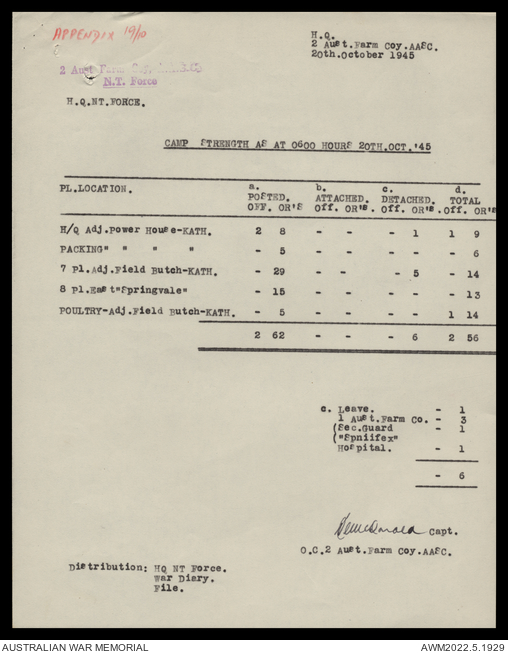 APPENDIX 19/10
H.Q.
2 Aust.Farm Coy.AASC.
20th.October 1945
2 Aust Farm
N.T. Force
H.Q.NT.FORCE.
CAMP STRENGTH AS AT 0600 HOURS 20TH.OCT.'45
PL.LOCATION. a. b. c. d.
POSTED. ATTACHED. DETACHED. TOTAL
OFF. OR'S Off. OR's. Off. OR's. Off. OR's
H/Q Adj.Power House-KATH. 2 8 - - - 1 1 9
PACKING" " " " - 5 - - - - 6
7 Pl.Adj.Field Butch-KATH. - 29 - - - 5 - 14
8 Pl.East"Springvale" - 15 - - - 13
POULTRY-Adj.Field Butch-KATH. - 5 - - - - 1 14
2 62 - - - 6 2 56
c. Leave. - 1
1 Aust.Farm Co. - 3
(Sec.Guard - 1
("Spniifex"
Hospital. - 1
- 6
Capt.
O.C.2 Aust.Farm Coy.AASC.
Distribution: HQ NT Force.
War Diary.
File.
AUSTRALIAN WAR MEMORIAL AWM2022.5.1929